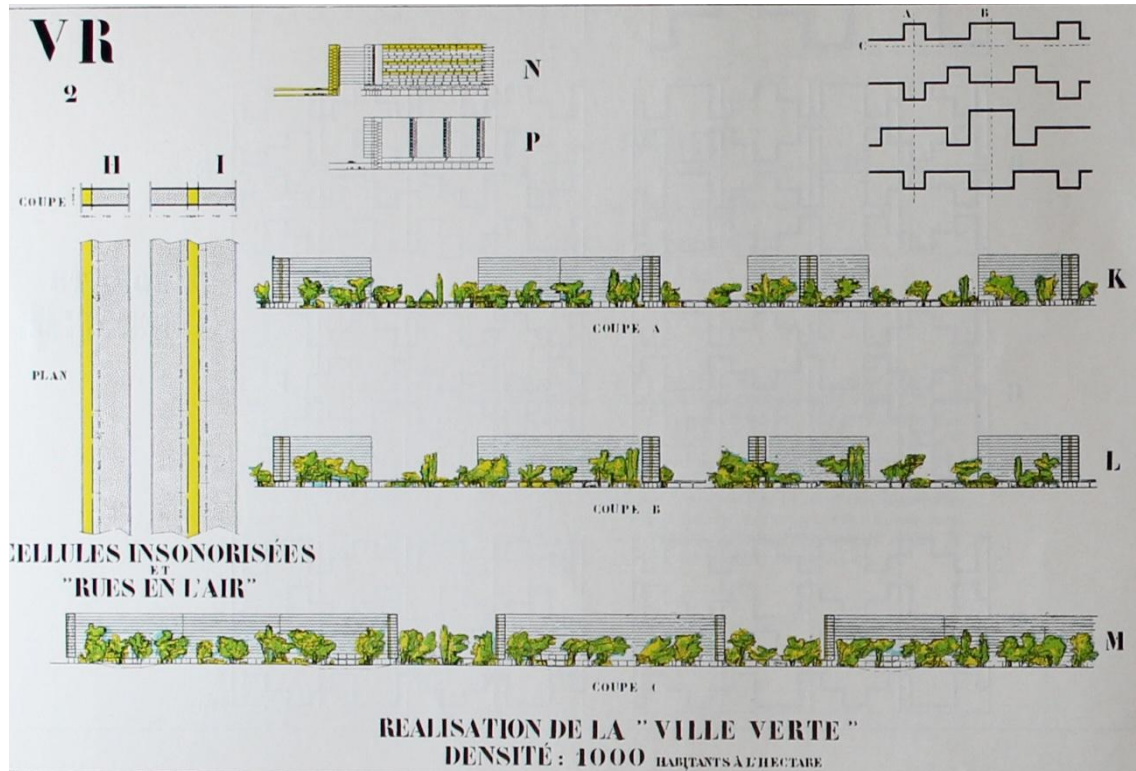 VR
2
N
P
A B
C
H I
COUPE
PLAN
K
COUPE A
L
COUPE B
CELLULES INSONORISÉES
ET
"RUES EN L'AIR"
M
COUPE C
REALISATION DE LA "VILLE VERTE"
DENSITÉ: 1000 HABITANTS À L'HECTARE